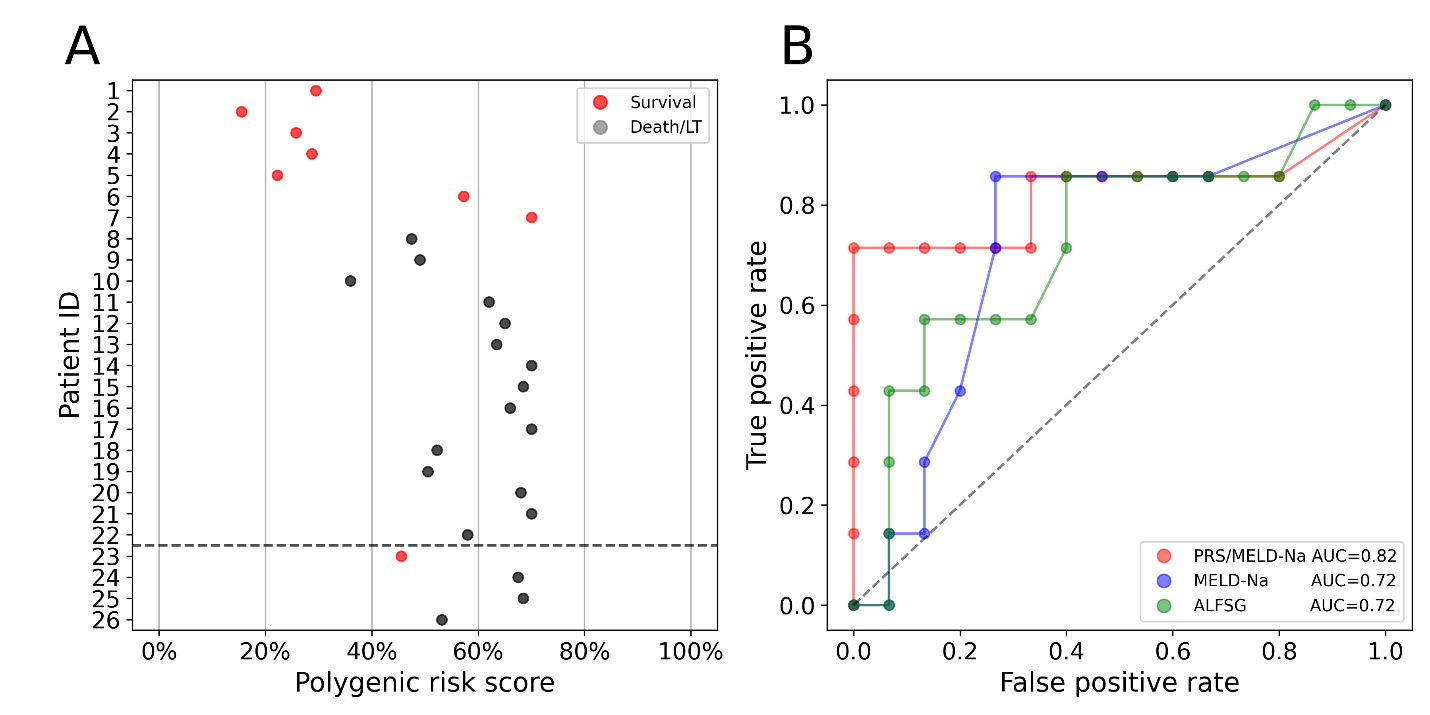 A
1
2
3
4
5
6
7
8
9
10
11
12
13
14
15
16
17
18
19
20
21
22
23
24
25
26
Patient ID
0% 20% 40% 60% 80% 100%
Polygenic risk score
Survival
Death/LT
B
1.0
0.8
0.6
0.4
0.2
0.0
True positive rate
0.0 0.2 0.4 0.6 0.8 1.0
False positive rate
PRS/MELD-Na AUC=0.82
MELD-Na AUC=0.72
ALFSG AUC=0.72